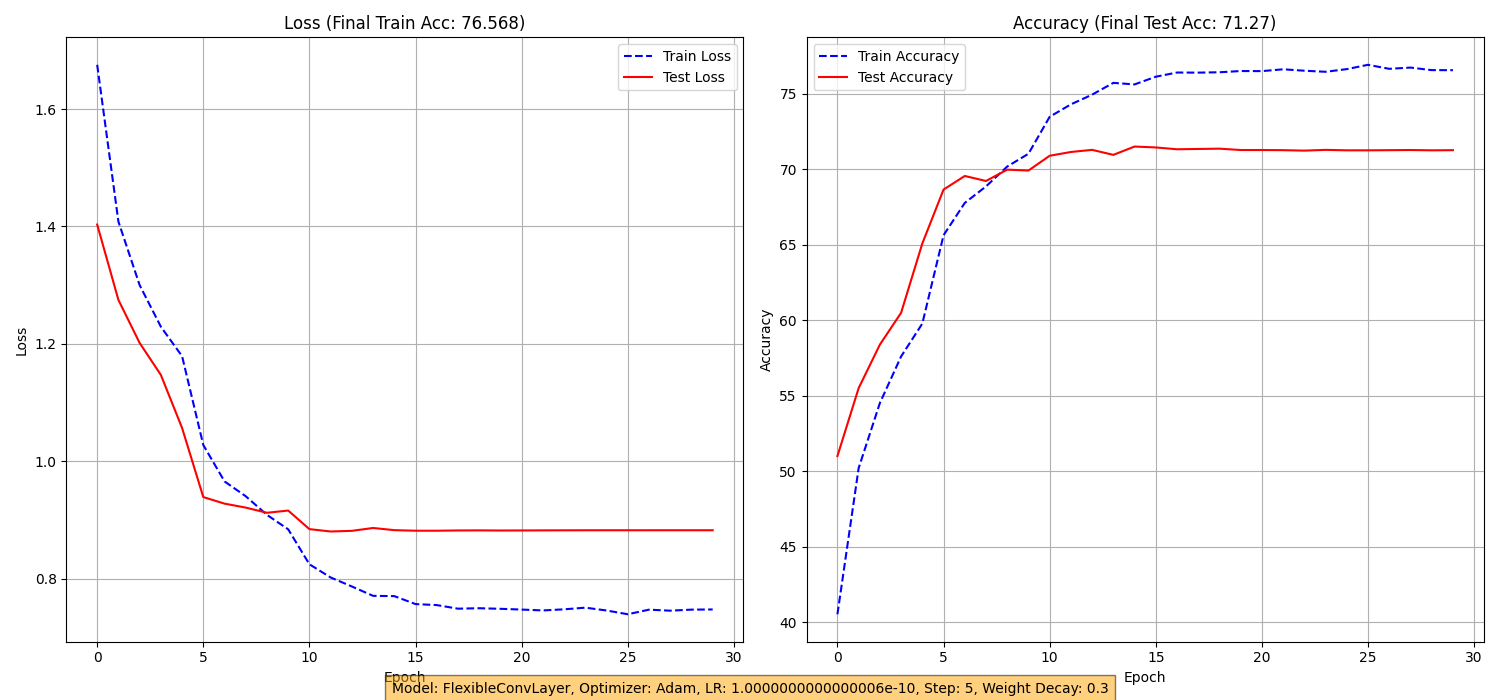 Loss (Final Train Acc: 76.568)
Train Loss
Test Loss
1.6
1.4
1.2
1.0
0.8
Loss
0
5
10
15
20
25
30
Epoch
Accuracy (Final Test Acc: 71.27)
Train Accuracy
Test Accuracy
75
70
65
60
55
50
45
40
Accuracy
0
5
10
15
20
25
30
Epoch
Model: FlexibleConvLayer, Optimizer: Adam, LR: 1.0000000000000006e-10, Step: 5, Weight Decay: 0.3